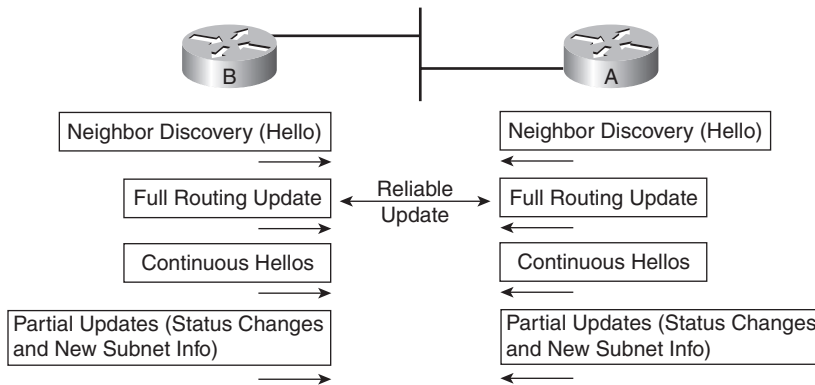 B
A
Neighbor Discovery (Hello)
Neighbor Discovery (Hello)
Full Routing Update
Reliable
Update
Full Routing Update
Continuous Hellos
Continuous Hellos
Partial Updates (Status Changes
and New Subnet Info)
Partial Updates (Status Changes
and New Subnet Info)